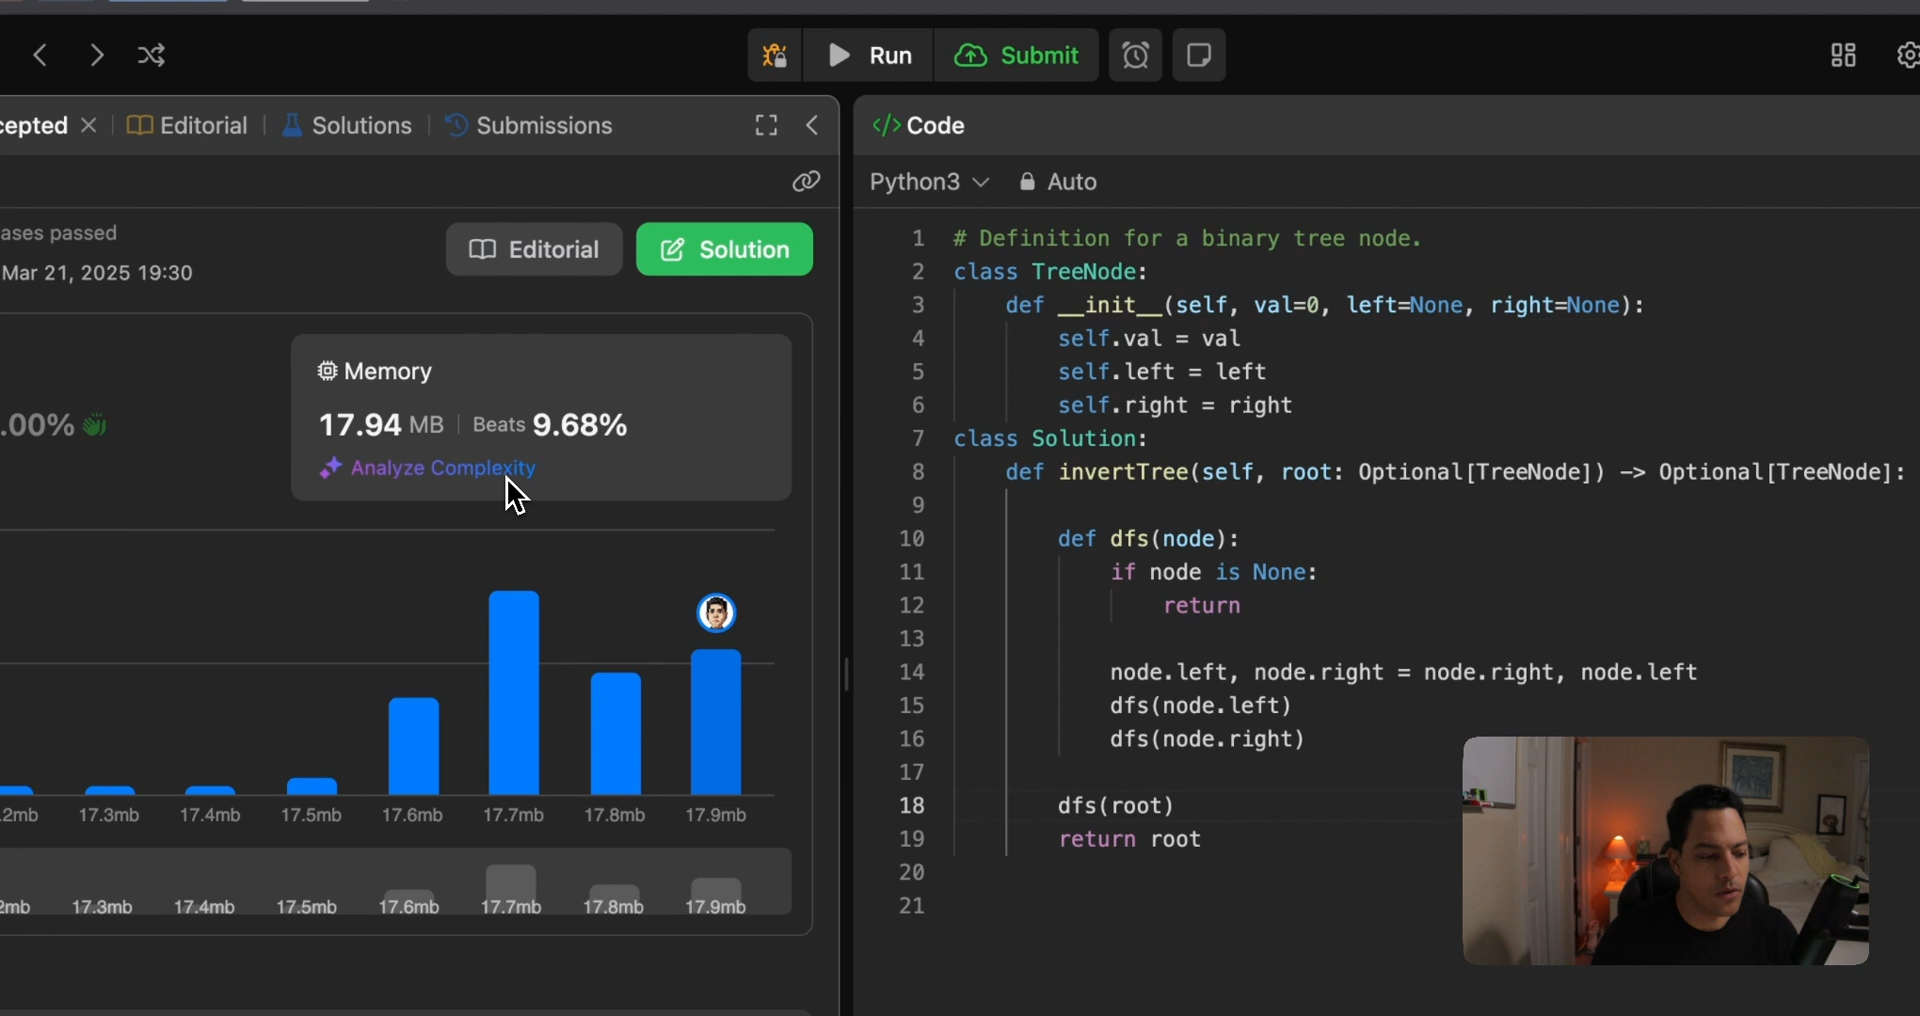 Run
Submit
cepted
Editorial
Solutions
Submissions
</> Code
Python3
Auto
ases passed
Mar 21, 2025 19:30
Editorial
Solution
Memory
.00%
17.94 MB | Beats 9.68%
Analyze Complexity
.2mb 17.3mb 17.4mb 17.5mb 17.6mb 17.7mb 17.8mb 17.9mb
2mb 17.3mb 17.4mb 17.5mb 17.6mb 17.7mb 17.8mb 17.9mb
1 # Definition for a binary tree node.
2 class TreeNode:
3 def __init__(self, val=0, left=None, right=None):
4 self.val = val
5 self.left = left
6 self.right = right
7 class Solution:
8 def invertTree(self, root: Optional[TreeNode]) -> Optional[TreeNode]:
9
10 def dfs(node):
11 if node is None:
12 return
13
14 node.left, node.right = node.right, node.left
15 dfs(node.left)
16 dfs(node.right)
17
18 dfs(root)
19 return root
20
21